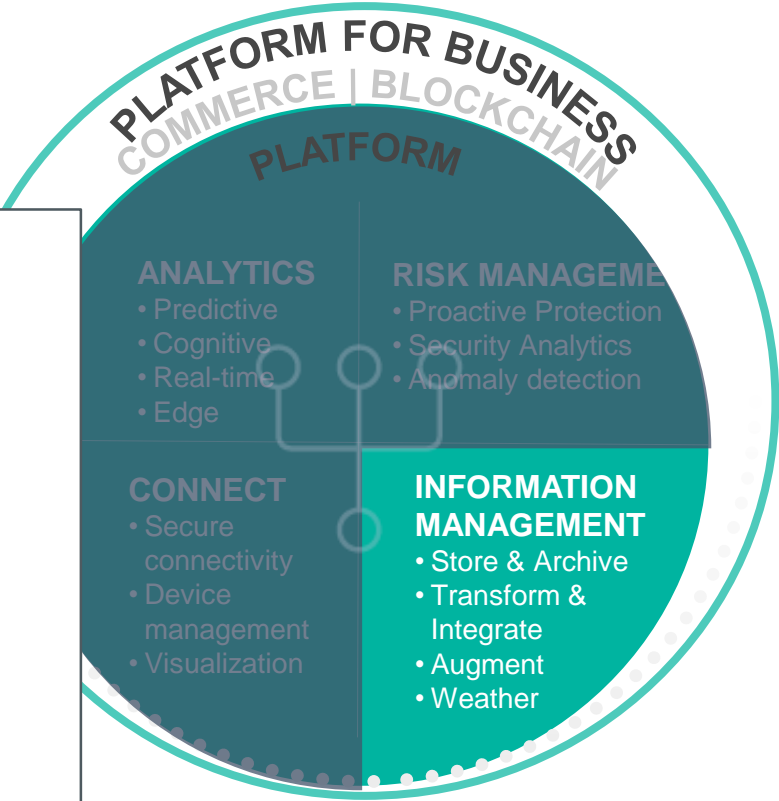 PLATFORM FOR BUSINESS
COMMERCE | BLOCKCHAIN
PLATFORM
ANALYTICS
• Predictive
• Cognitive
• Real-time
• Edge
RISK MANAGEME
• Proactive Protection
• Security Analytics
• Anomaly detection
CONNECT
• Secure
connectivity
• Device
management
• Visualization
INFORMATION
MANAGEMENT
• Store & Archive
• Transform &
Integrate
• Augment
• Weather